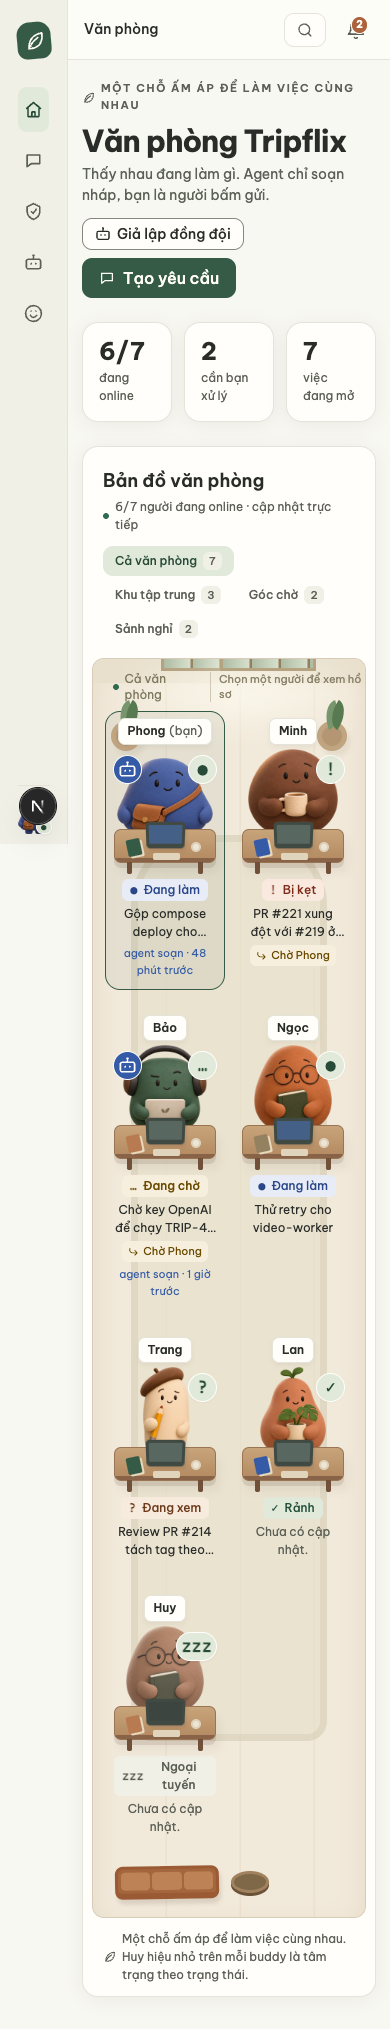 Văn phòng
2
MỘT CHỖ ẤM ÁP ĐỂ LÀM VIỆC CÙNG
NHAU
Văn phòng Tripflix
Thấy nhau đang làm gì. Agent chỉ soạn
nháp, bạn là người bấm gửi.
Giả lập đồng đội
Tạo yêu cầu
6/7
đang
online
2
cần bạn
xử lý
7
việc
đang mở
Bản đồ văn phòng
6/7 người đang online · cập nhật trực
tiếp
Cả văn phòng 7
Khu tập trung 3
Góc chờ 2
Sảnh nghỉ 2
Cả văn
phòng
Chọn một người để xem hồ
sơ
Phong (bạn)
Đang làm
Gộp compose
deploy cho...
agent soạn · 48
phút trước
Minh
!
! Bị kẹt
PR #221 xung
đột với #219 ở...
Chờ Phong
Bảo
...
... Đang chờ
Chờ key OpenAI
để chạy TRIP-4...
Chờ Phong
agent soạn · 1 giờ
trước
Ngọc
Đang làm
Thử retry cho
video-worker
Trang
?
? Đang xem
Review PR #214
tách tag theo...
Lan
✓
✓ Rảnh
Chưa có cập
nhật.
Huy
zzz
zzz Ngoại
tuyến
Chưa có cập
nhật.
N
Một chỗ ấm áp để làm việc cùng nhau.
Huy hiệu nhỏ trên mỗi buddy là tâm
trạng theo trạng thái.